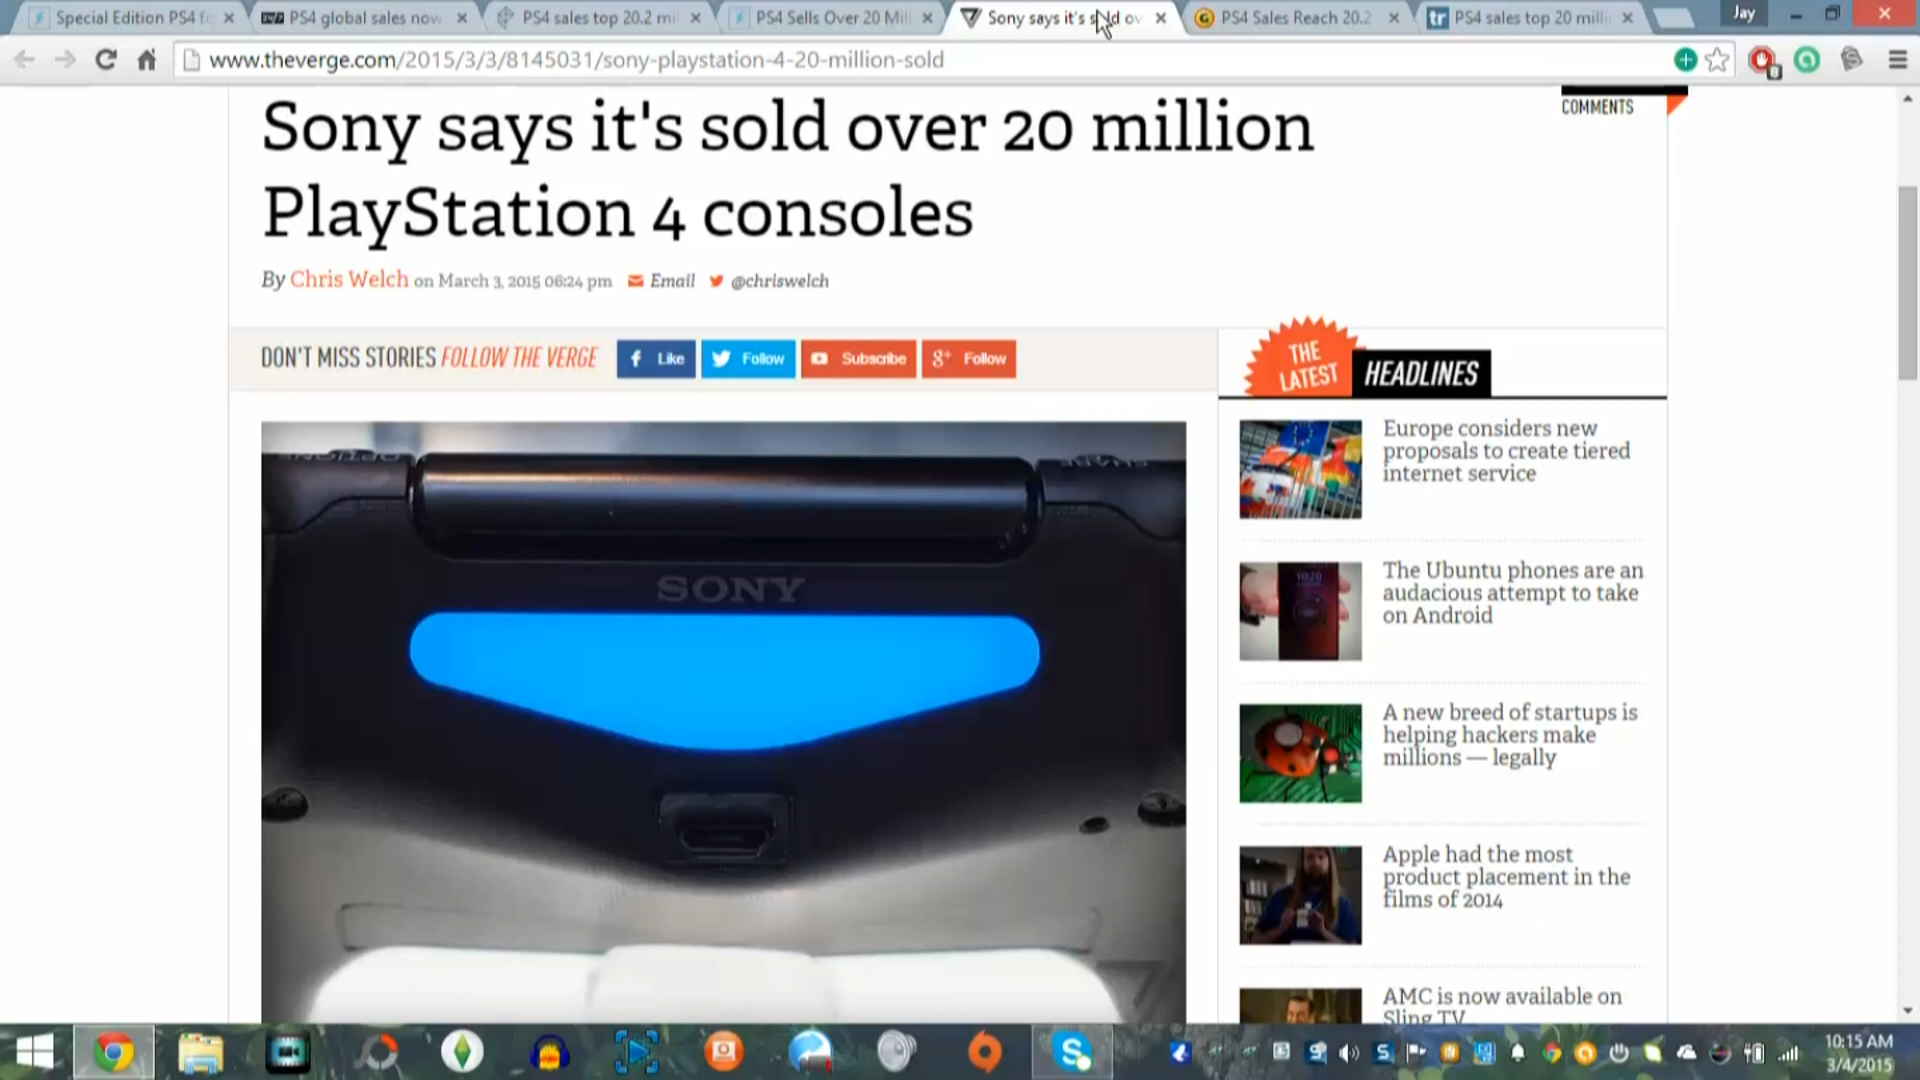 Special Edition PS4 f
PS4 global sales now
PS4 sales top 20.2 mil
PS4 Sells Over 20 Mill
Sony says it's sold ov
PS4 Sales Reach 20.2
PS4 sales top 20 milli
Jay
www.theverge.com/2015/3/3/8145031/sony-playstation-4-20-million-sold
Sony says it's sold over 20 million
PlayStation 4 consoles
COMMENTS
By Chris Welch on March 3, 2015 06:24 pm Email @chriswelch
DON'T MISS STORIES FOLLOW THE VERGE
Like
Follow
Subscribe
g+ Follow
THE
LATEST
HEADLINES
SONY
Europe considers new
proposals to create tiered
internet service
The Ubuntu phones are an
audacious attempt to take
on Android
A new breed of startups is
helping hackers make
millions — legally
Apple had the most
product placement in the
films of 2014
AMC is now available on
Sling TV
10:15 AM
3/4/2015